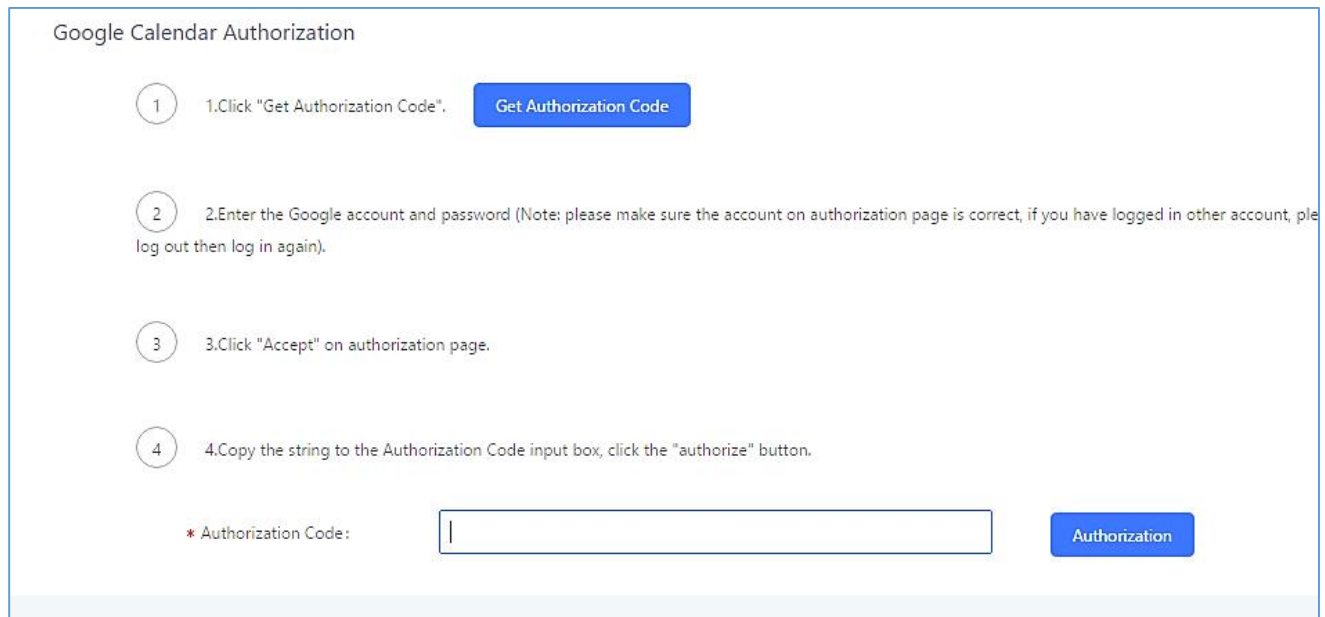 Google Calendar Authorization
1 1.Click "Get Authorization Code". Get Authorization Code
2 2.Enter the Google account and password (Note: please make sure the account on authorization page is correct, if you have logged in other account, ple
log out then log in again).
3 3.Click "Accept" on authorization page.
4 4.Copy the string to the Authorization Code input box, click the "authorize" button.
* Authorization Code: Authorization